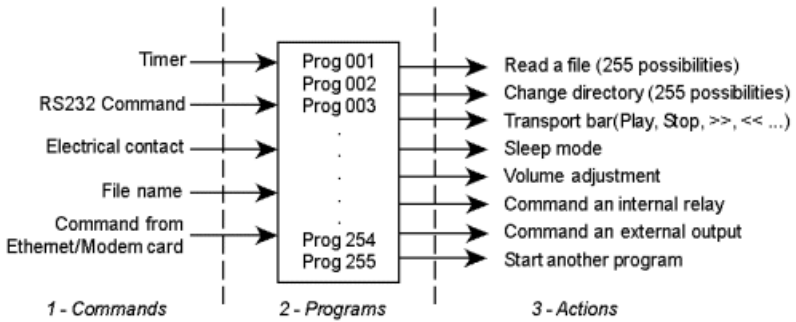 Timer
RS232 Command
Electrical contact
File name
Command from
Ethernet/Modem card
Prog 001
Prog 002
Prog 003
.
.
.
.
.
Prog 254
Prog 255
Read a file (255 possibilities)
Change directory (255 possibilities)
Transport bar(Play, Stop, >>, << ...)
Sleep mode
Volume adjustment
Command an internal relay
Command an external output
Start another program
1 - Commands
2 - Programs
3 - Actions